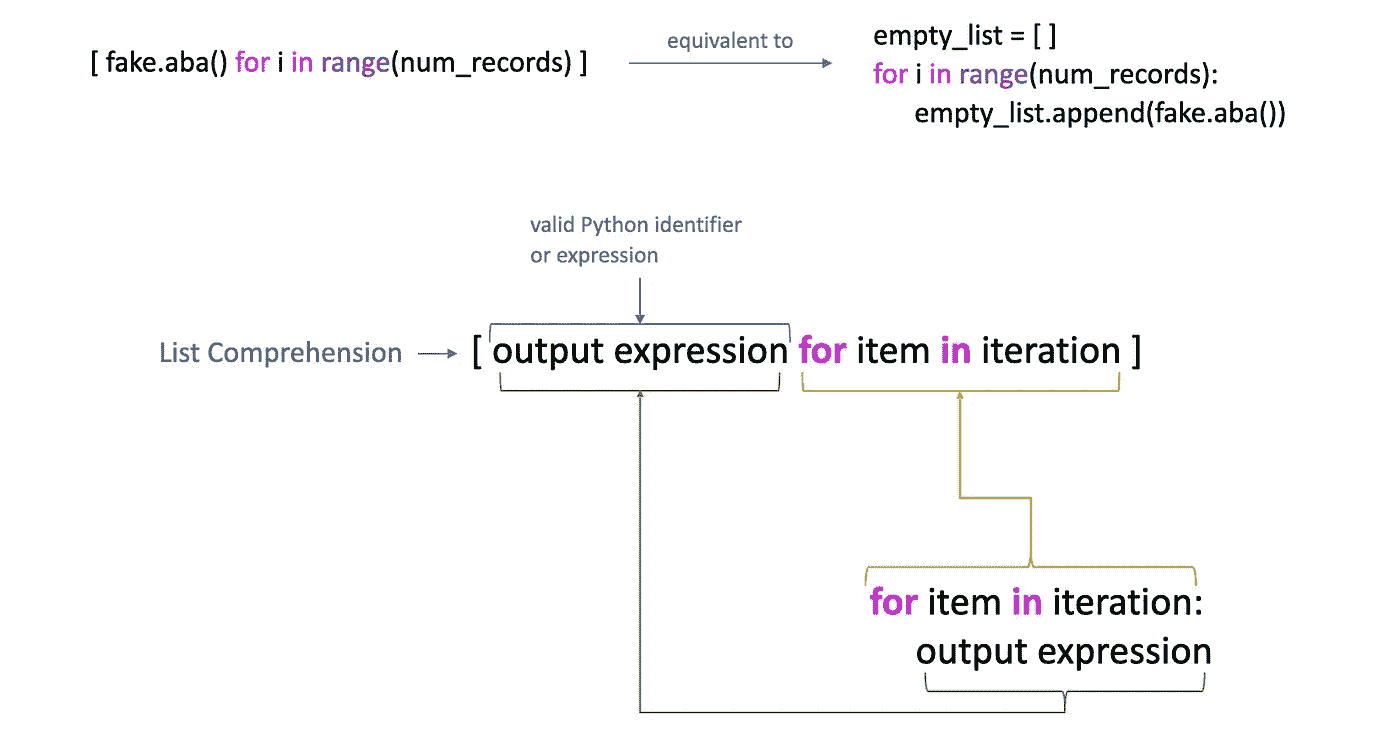 [ fake.aba() for i in range(num_records) ]
equivalent to
empty_list = [ ]
for i in range(num_records):
empty_list.append(fake.aba())
valid Python identifier
or expression
List Comprehension
[ output expression for item in iteration ]
for item in iteration:
output expression